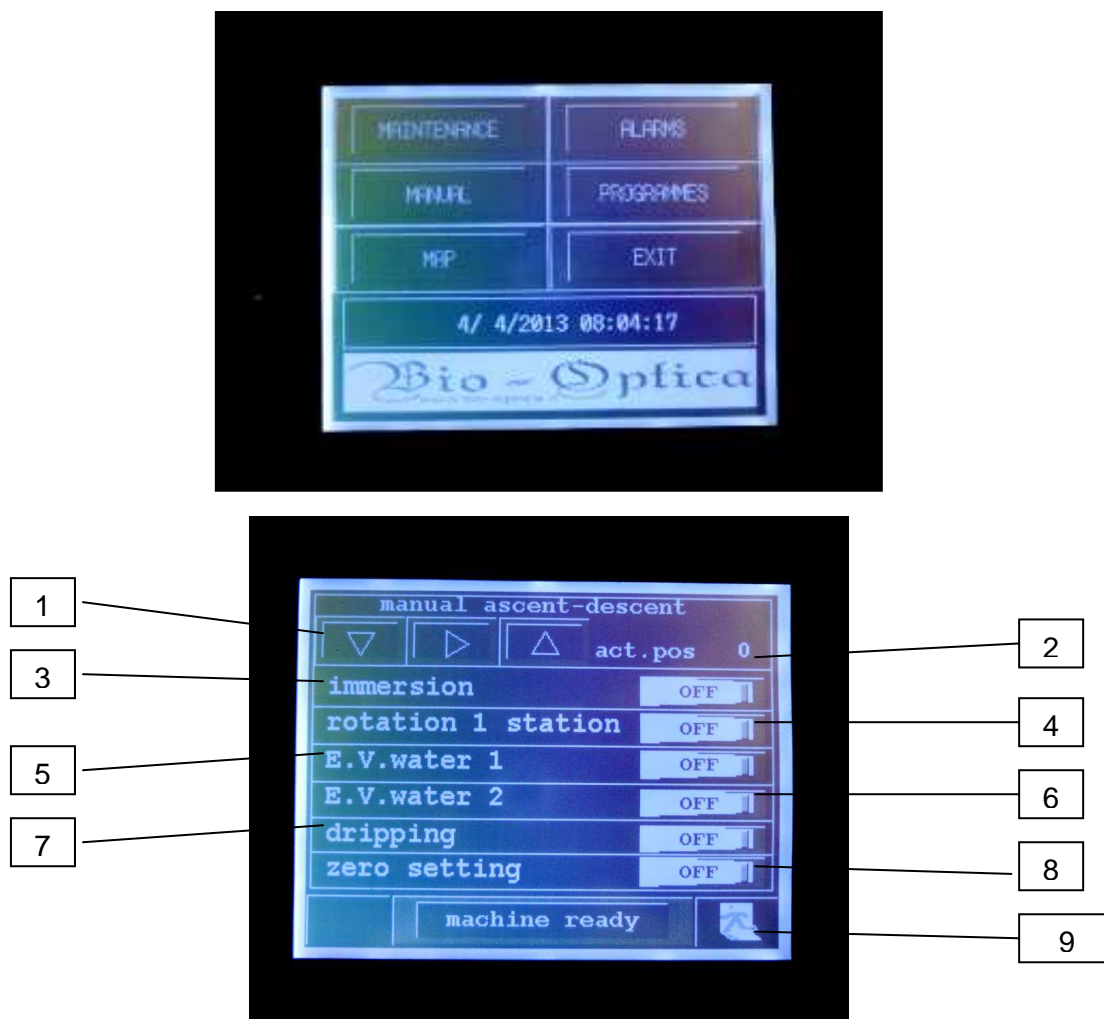 MAINTENANCE ALARMS
MANUAL PROGRAMMES
MAP EXIT
4/ 4/2013 08:04:17
Bio - Optica
manual ascent-descent
act.pos 0
immersion OFF
rotation 1 station OFF
E.V.water 1 OFF
E.V.water 2 OFF
dripping OFF
zero setting OFF
machine ready
1
3
5
7
2
4
6
8
9